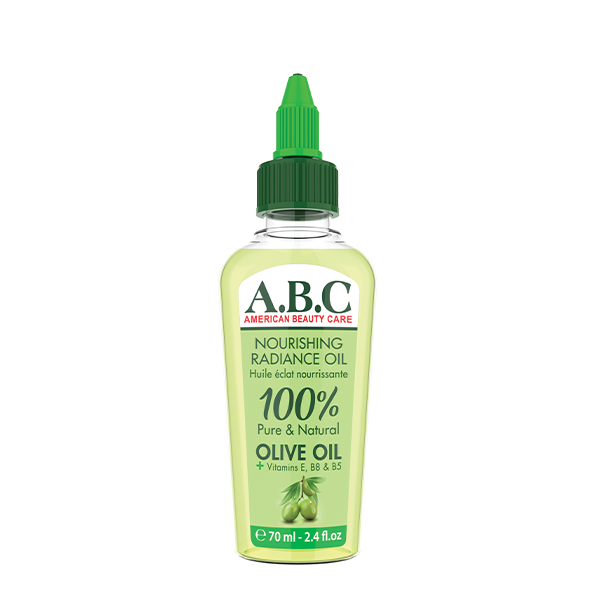 A.B.C
AMERICAN BEAUTY CARE
NOURISHING
RADIANCE OIL
Huile éclat nourrissante
100%
Pure & Natural
OLIVE OIL
+ Vitamins E, B8 & B5
℮ 70 ml - 2.4 fl.oz